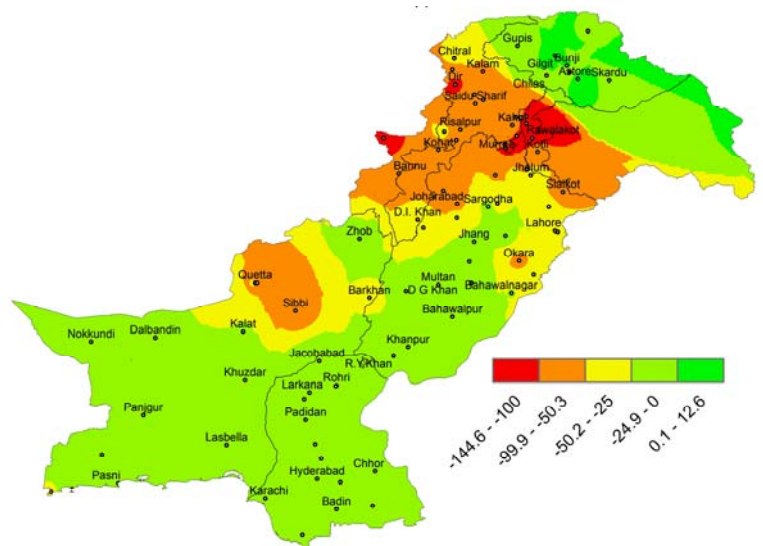 Gupis
Chitral
Kalam
Gilgit
Bunji
Dir
Astore
Skardu
Chilas
Saidu Sharif
Risalpur
Kakul
Rawglakot
Kohat
Murree
Kotli
Bannu
Jhelum
Sialkot
Joharabad
Sargodha
D.I. Khan
Zhob
Jhang
Lahore
Okara
Quetta
Multan
Barkhan
D G Khan
Bahawalnagar
Sibbi
Bahawalpur
Nokkundi
Dalbandin
Kalat
Khanpur
Jacobabad
R.Y.Khan
Khuzdar
Rohri
Larkana
Panjgur
Padidan
Lasbella
Pasni
Hyderabad
Chhor
Karachi
Badin
-144.6 - -100
-99.9 - -50.3
-50.2 - -25
-24.9 - 0
0.1 - 12.6